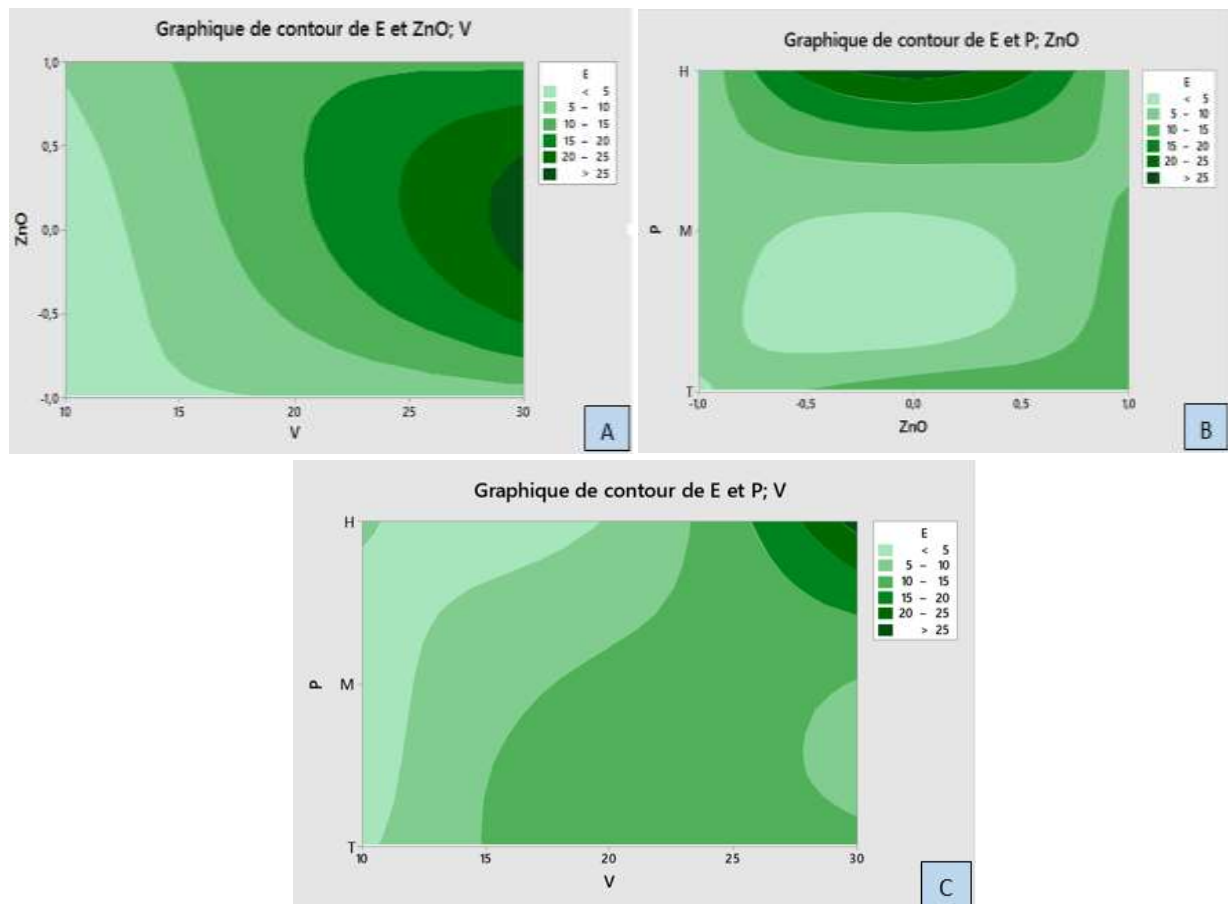 Graphique de contour de E et ZnO; V
1,0
0,5
0,0
-0,5
-1,0
ZnO
10
15
20
25
30
V
E
< 5
5 – 10
10 – 15
15 – 20
20 – 25
> 25
A
Graphique de contour de E et P; ZnO
H
M
T
P
-1,0
-0,5
0,0
0,5
1,0
ZnO
E
< 5
5 – 10
10 – 15
15 – 20
20 – 25
> 25
B
Graphique de contour de E et P; V
H
M
T
P
10
15
20
25
30
V
E
< 5
5 – 10
10 – 15
15 – 20
20 – 25
> 25
C